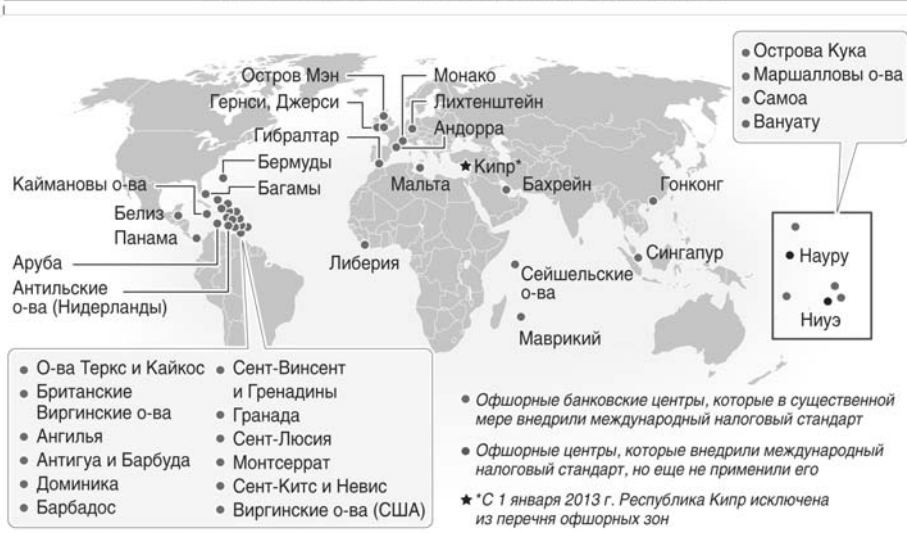 Острова Кука
Маршалловы о-ва
Самоа
Вануату
Остров Мэн
Гернси, Джерси
Гибралтар
Бермуды
Багамы
Каймановы о-ва
Белиз
Панама
Аруба
Антильские
о-ва (Нидерланды)
Монако
Лихтенштейн
Андорра
Кипр*
Мальта
Бахрейн
Гонконг
Либерия
Сингапур
Сейшельские
о-ва
Маврикий
Науру
Ниуэ
О-ва Теркс и Кайкос
Британские
Виргинские о-ва
Ангилья
Антигуа и Барбуда
Доминика
Барбадос
Сент-Винсент
и Гренадины
Гранада
Сент-Люсия
Монтсеррат
Сент-Китс и Невис
Виргинские о-ва (США)
Офшорные банковские центры, которые в существенной
мере внедрили международный налоговый стандарт
Офшорные центры, которые внедрили международный
налоговый стандарт, но еще не применили его
*С 1 января 2013 г. Республика Кипр исключена
из перечня офшорных зон